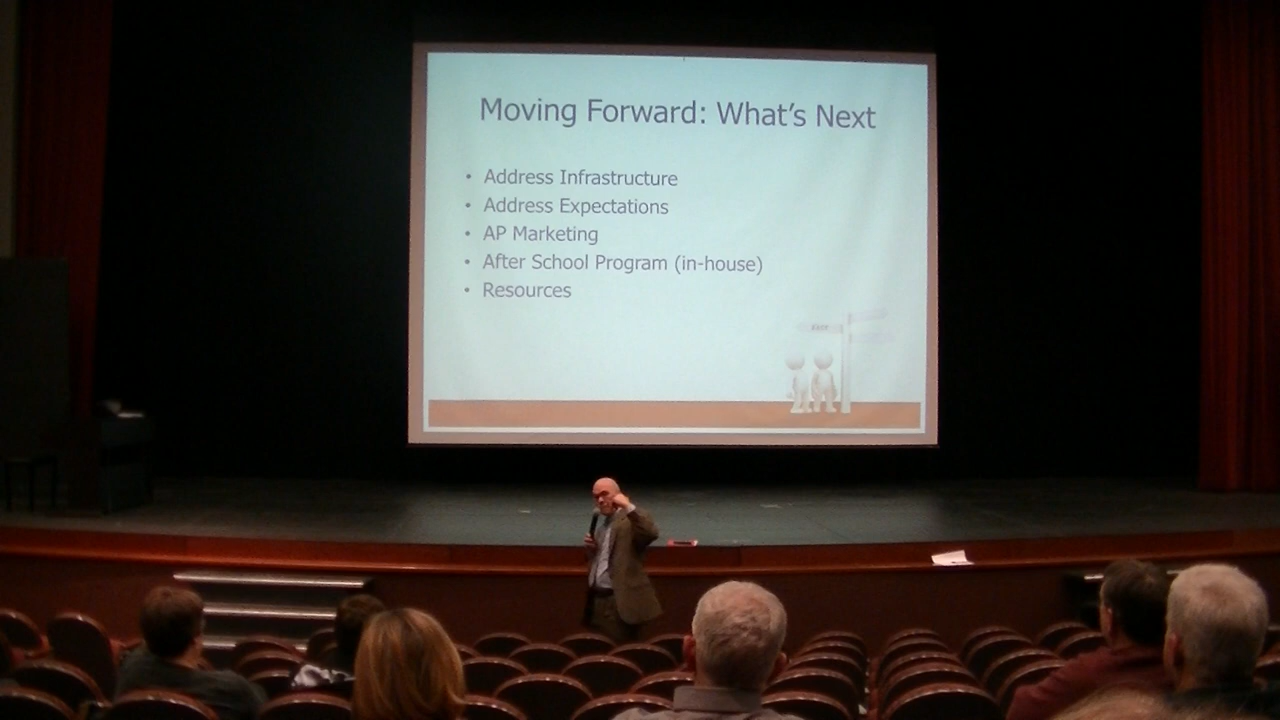 Moving Forward: What's Next
• Address Infrastructure
• Address Expectations
• AP Marketing
• After School Program (in-house)
• Resources